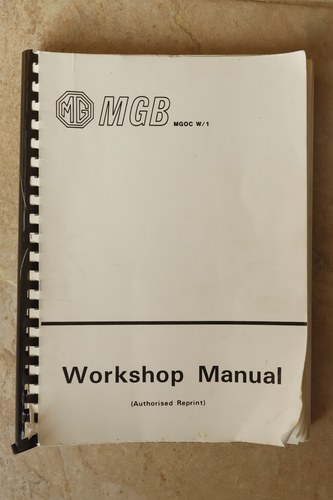 MG MGB MGOC W/1
Workshop Manual
(Authorised Reprint)